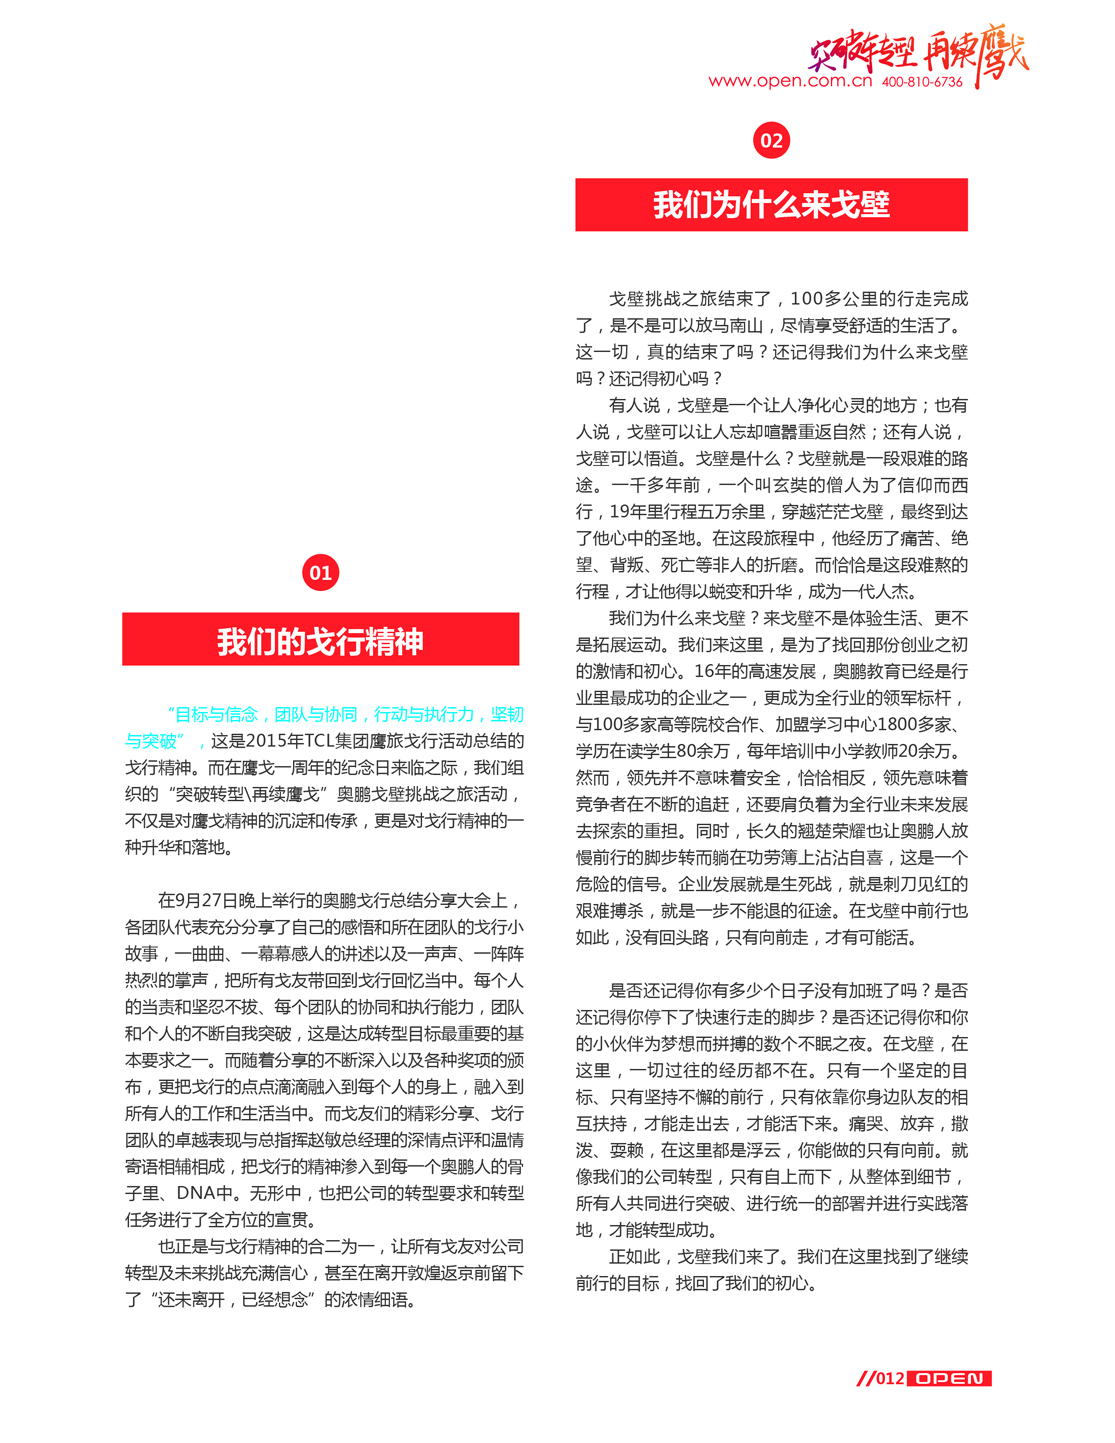 突破转型 再续鹰戈
www.open.com.cn 400-810-6736
01
我们的戈行精神
“目标与信念，团队与协同，行动与执行力，坚韧
与突破”，这是2015年TCL集团鹰旅戈行活动总结的
戈行精神。而在鹰戈一周年的纪念日来临之际，我们组
织的“突破转型\再续鹰戈”奥鹏戈壁挑战之旅活动，
不仅是对鹰戈精神的沉淀和传承，更是对戈行精神的一
种升华和落地。
在9月27日晚上举行的奥鹏戈行总结分享大会上，
各团队代表充分分享了自己的感悟和所在团队的戈行小
故事，一曲曲、一幕幕感人的讲述以及一声声、一阵阵
热烈的掌声，把所有戈友带回到戈行回忆当中。每个人
的当责和坚忍不拔、每个团队的协同和执行能力，团队
和个人的不断自我突破，这是达成转型目标最重要的基
本要求之一。而随着分享的不断深入以及各种奖项的颁
布，更把戈行的点点滴滴融入到每个人的身上，融入到
所有人的工作和生活当中。而戈友们的精彩分享、戈行
团队的卓越表现与总指挥赵敏总经理的深情点评和温情
寄语相辅相成，把戈行的精神渗入到每一个奥鹏人的骨
子里、DNA中。无形中，也把公司的转型要求和转型
任务进行了全方位的宣贯。
也正是与戈行精神的合二为一，让所有戈友对公司
转型及未来挑战充满信心，甚至在离开敦煌返京前留下
了“还未离开，已经想念”的浓情细语。
02
我们为什么来戈壁
戈壁挑战之旅结束了，100多公里的行走完成
了，是不是可以放马南山，尽情享受舒适的生活了。
这一切，真的结束了吗？还记得我们为什么来戈壁
吗？还记得初心吗？
有人说，戈壁是一个让人净化心灵的地方；也有
人说，戈壁可以让人忘却喧嚣重返自然；还有人说，
戈壁可以悟道。戈壁是什么？戈壁就是一段艰难的路
途。一千多年前，一个叫玄奘的僧人为了信仰而西
行，19年里行程五万余里，穿越茫茫戈壁，最终到达
了他心中的圣地。在这段旅程中，他经历了痛苦、绝
望、背叛、死亡等非人的折磨。而恰恰是这段难熬的
行程，才让他得以蜕变和升华，成为一代人杰。
我们为什么来戈壁？来戈壁不是体验生活、更不
是拓展运动。我们来这里，是为了找回那份创业之初
的激情和初心。16年的高速发展，奥鹏教育已经是行
业里最成功的企业之一，更成为全行业的领军标杆，
与100多家高等院校合作、加盟学习中心1800多家、
学历在读学生80余万，每年培训中小学教师20余万。
然而，领先并不意味着安全，恰恰相反，领先意味着
竞争者在不断的追赶，还要肩负着为全行业未来发展
去探索的重担。同时，长久的翘楚荣耀也让奥鹏人放
慢前行的脚步转而躺在功劳簿上沾沾自喜，这是一个
危险的信号。企业发展就是生死战，就是刺刀见红的
艰难搏杀，就是一步不能退的征途。在戈壁中前行也
如此，没有回头路，只有向前走，才有可能活。
是否还记得你有多少个日子没有加班了吗？是否
还记得你停下了快速行走的脚步？是否还记得你和你
的小伙伴为梦想而拼搏的数个不眠之夜。在戈壁，在
这里，一切过往的经历都不在。只有一个坚定的目
标、只有坚持不懈的前行，只有依靠你身边队友的相
互扶持，才能走出去，才能活下来。痛哭、放弃，撒
泼、耍赖，在这里都是浮云，你能做的只有向前。就
像我们的公司转型，只有自上而下，从整体到细节，
所有人共同进行突破、进行统一的部署并进行实践落
地，才能转型成功。
正如此，戈壁我们来了。我们在这里找到了继续
前行的目标，找回了我们的初心。
//012 OPEN